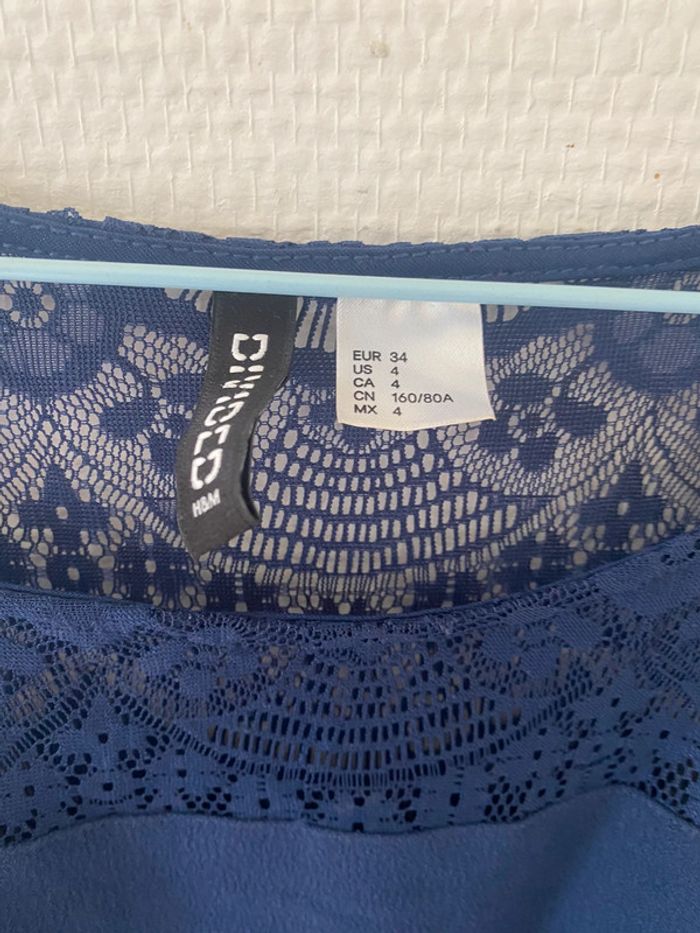 DIVIDED
H&M
EUR 34
US 4
CA 4
CN 160/80A
MX 4